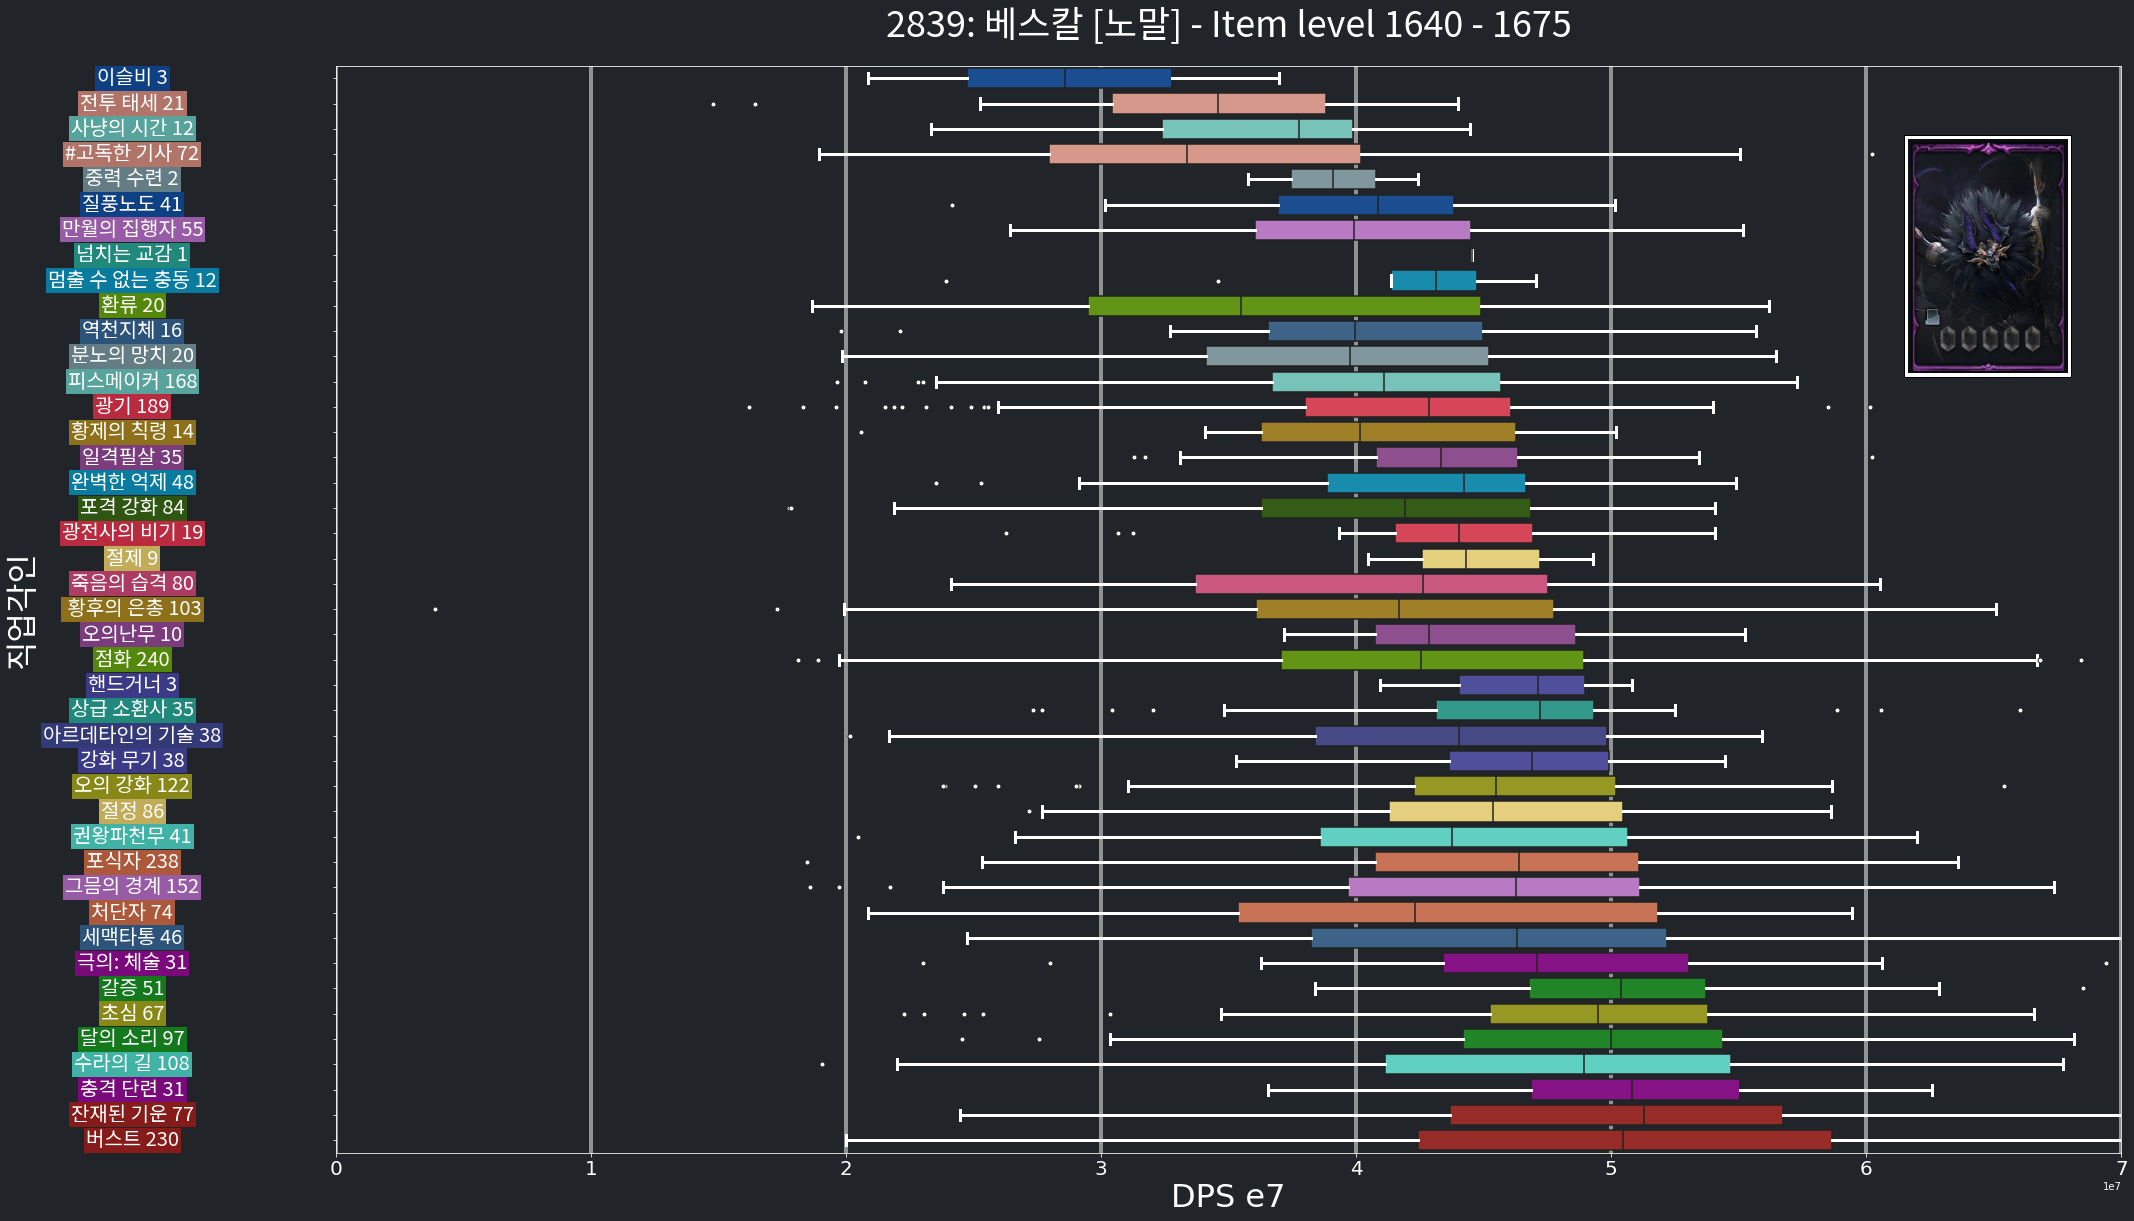 2839: 베스칼 [노말] - Item level 1640 - 1675
이슬비 3
전투 태세 21
사냥의 시간 12
#고독한 기사 72
중력 수련 2
질풍노도 41
만월의 집행자 55
넘치는 교감 1
멈출 수 없는 충동 12
환류 20
역천지체 16
분노의 망치 20
피스메이커 168
광기 189
황제의 칙령 14
일격필살 35
완벽한 억제 48
포격 강화 84
광전사의 비기 19
절제 9
죽음의 습격 80
황후의 은총 103
오의난무 10
점화 240
핸드거너 3
상급 소환사 35
아르데타인의 기술 38
강화 무기 38
오의 강화 122
절정 86
권왕파천무 41
포식자 238
그믐의 경계 152
처단자 74
세맥타통 46
극의: 체술 31
갈증 51
초심 67
달의 소리 97
수라의 길 108
충격 단련 31
잔재된 기운 77
버스트 230
직업각인
0 1 2 3 4 5 6 7
1e7
DPS e7